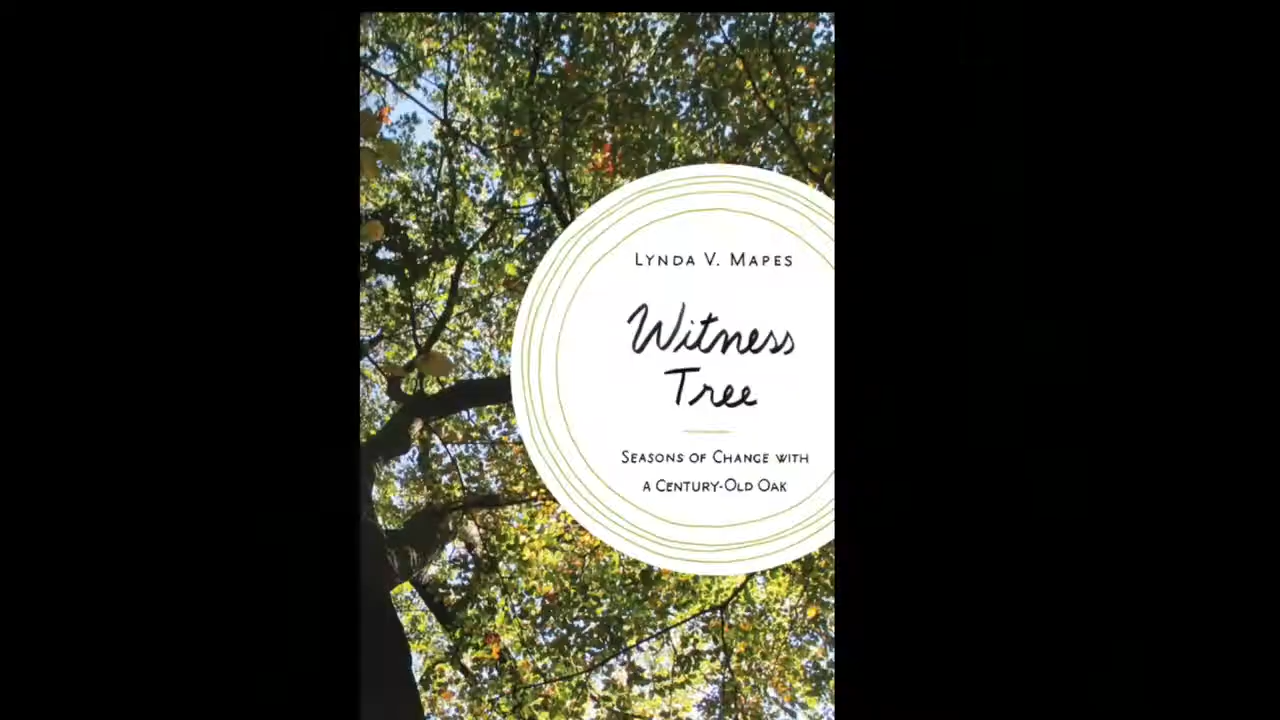 LYNDA V. MAPES
Witness
Tree
SEASONS OF CHANGE WITH
A CENTURY-OLD OAK